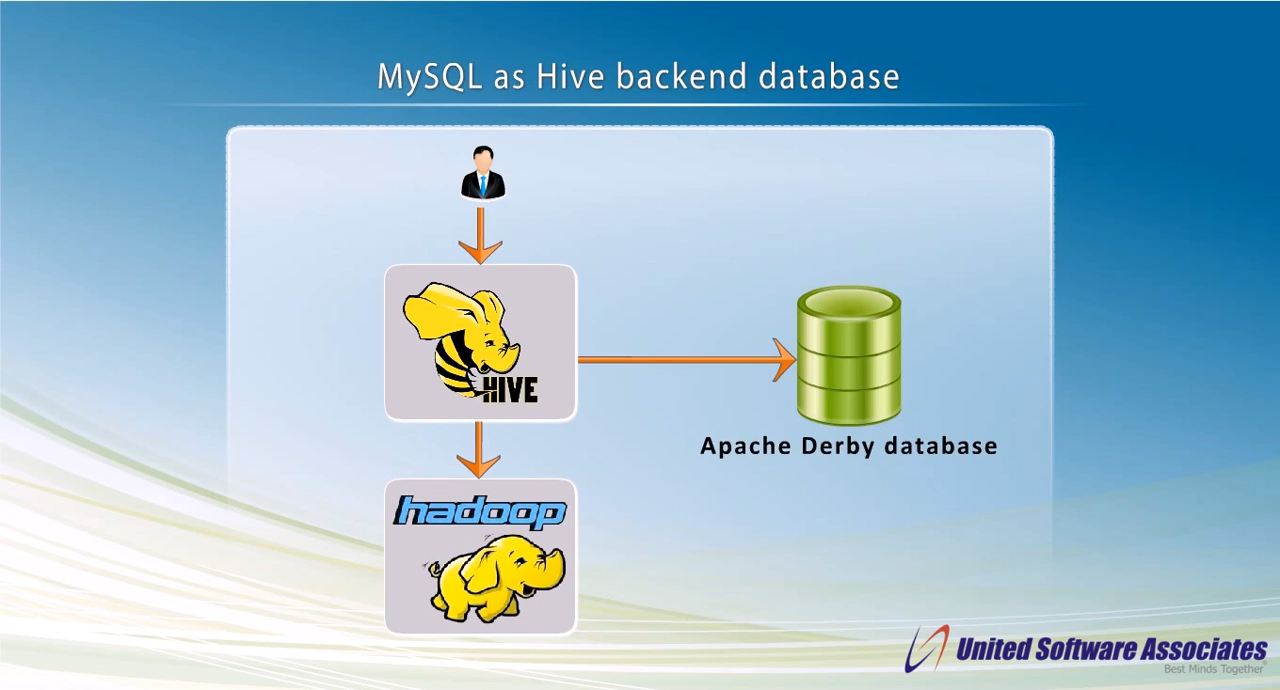 MySQL as Hive backend database
HIVE
Apache Derby database
hadoop
United Software Associates
Best Minds Together